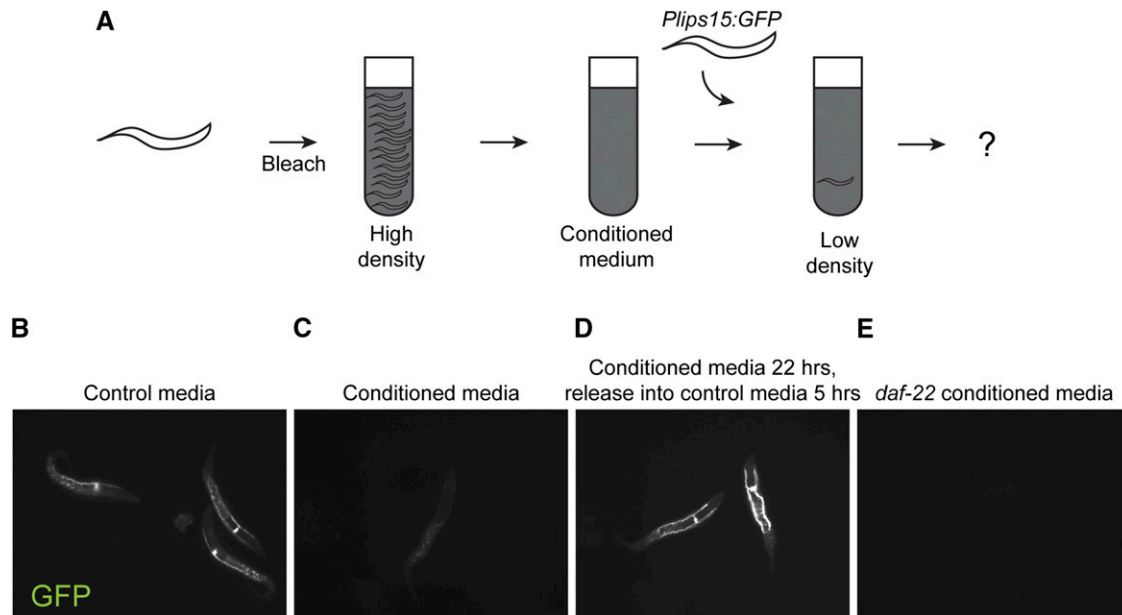 A
Plips15:GFP
Bleach
?
High
density
Conditioned
medium
Low
density
B
C
D
E
Control media
Conditioned media
Conditioned media 22 hrs,
release into control media 5 hrs
daf-22 conditioned media
GFP